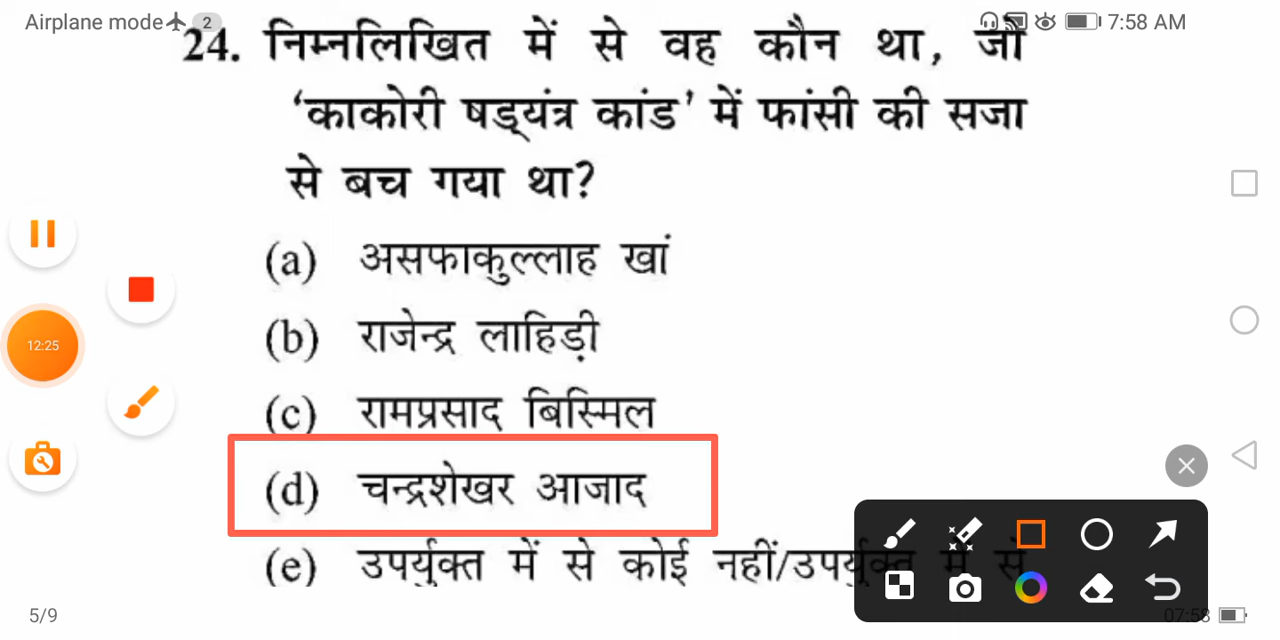 Airplane mode 2 7:58 AM
24. निम्नलिखित में से वह कौन था, जो
‘काकोरी षड्यंत्र कांड’ में फांसी की सजा
से बच गया था?
(a) असफाकुल्लाह खां
(b) राजेन्द्र लाहिड़ी
(c) रामप्रसाद बिस्मिल
(d) चन्द्रशेखर आजाद
(e) उपर्युक्त में से कोई नहीं/उपर्युक्त में से
12:25
5/9 07:58